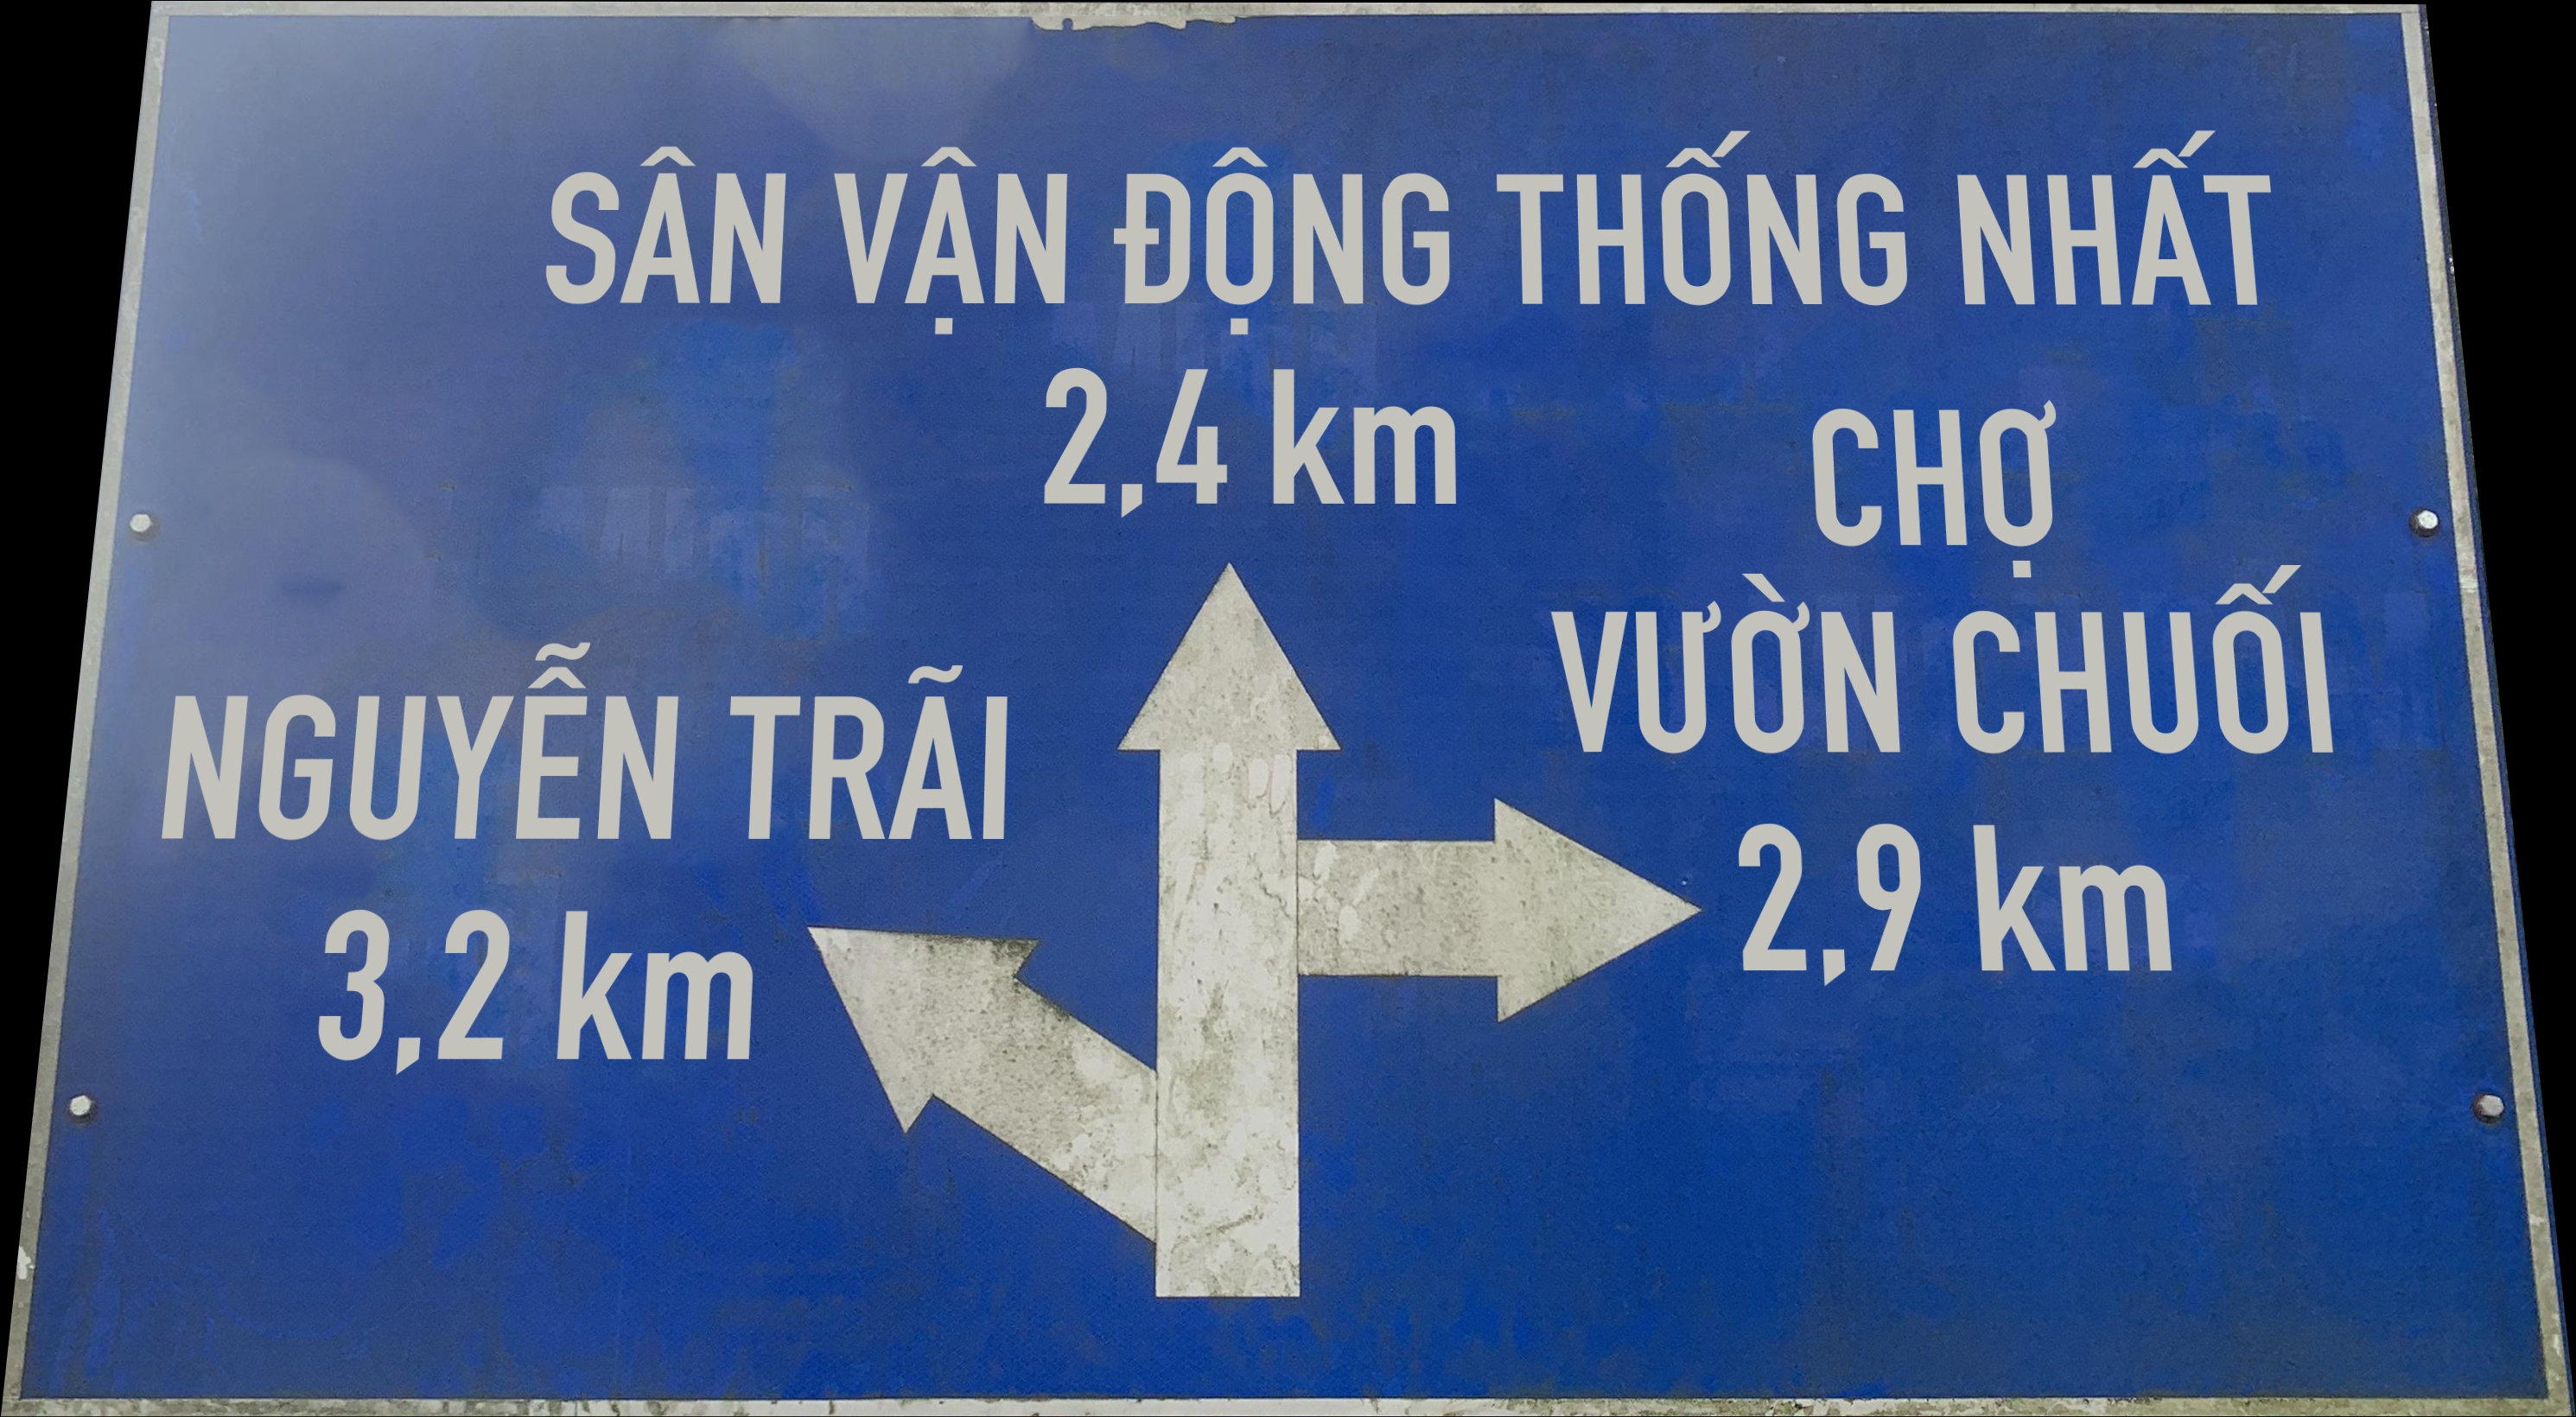 SÂN VẬN ĐỘNG THỐNG NHẤT
2,4 km
CHỢ
VƯỜN CHUỐI
2,9 km
NGUYỄN TRÃI
3,2 km